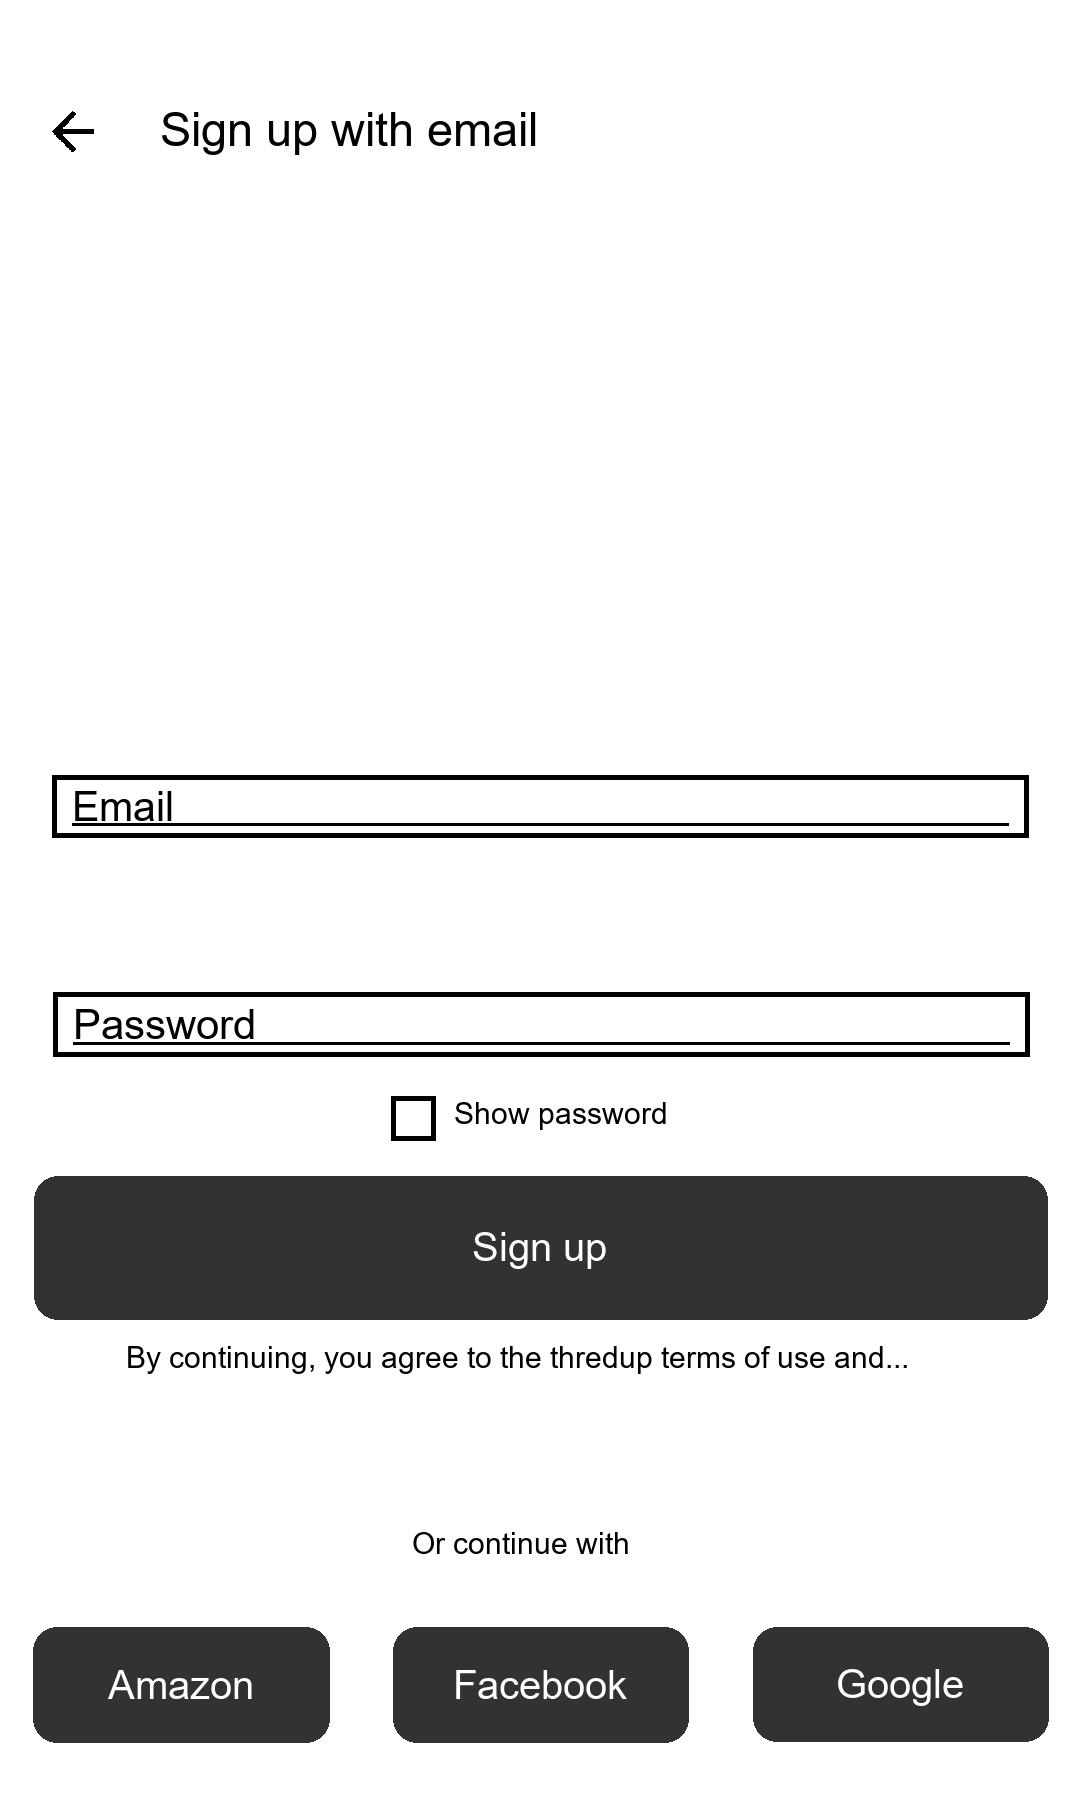 Sign up with email
Email
Password
Show password
Sign up
By continuing, you agree to the thredup terms of use and...
Or continue with
Amazon
Facebook
Google